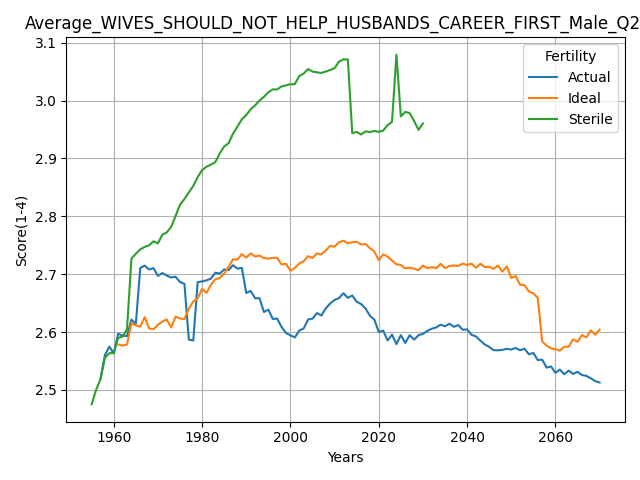 Average_WIVES_SHOULD_NOT_HELP_HUSBANDS_CAREER_FIRST_Male_Q2
3.1
3.0
2.9
2.8
2.7
2.6
2.5
Score(1-4)
Fertility
Actual
Ideal
Sterile
1960
1980
2000
2020
2040
2060
Years